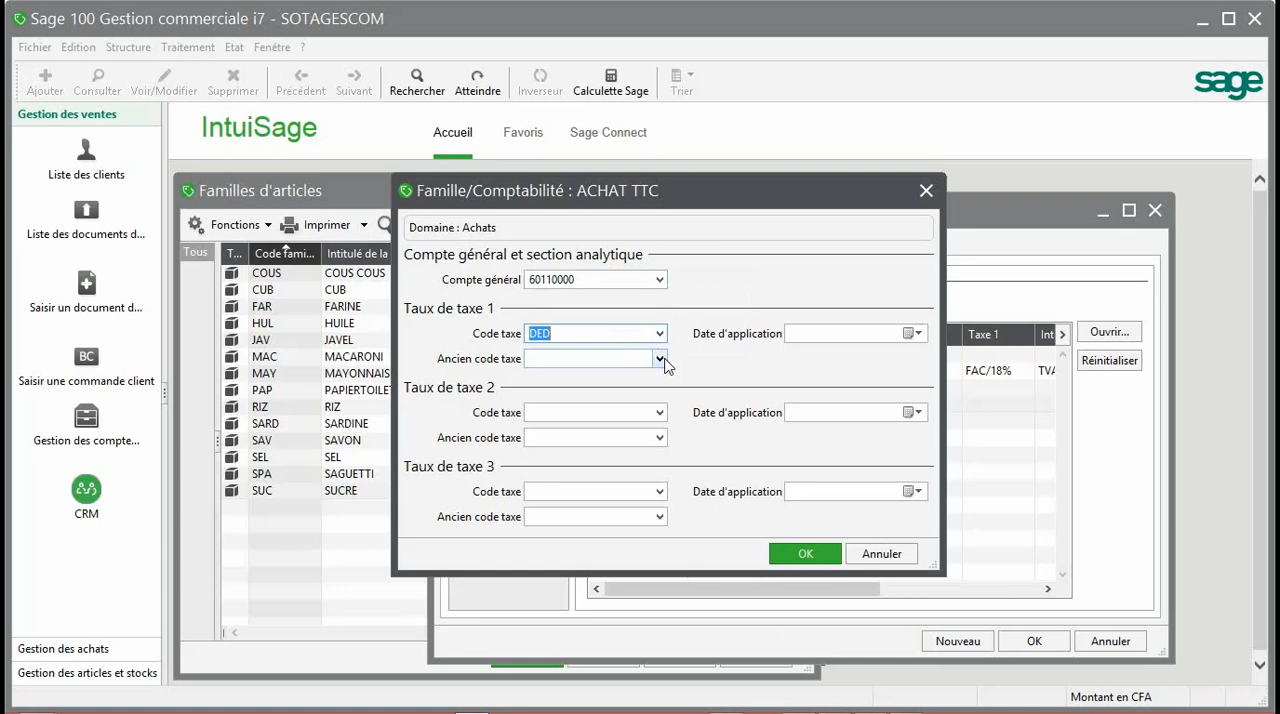 Sage 100 Gestion commerciale i7 - SOTAGESCOM
Fichier Edition Structure Traitement Etat Fenêtre ?
Ajouter Consulter Voir/Modifier Supprimer Précédent Suivant Rechercher Atteindre Inverser Calculette Sage Trier
sage
Gestion des ventes
IntuiSage Accueil Favoris Sage Connect
Liste des clients
Liste des documents d...
Saisir un document d...
BC
Saisir une commande client
Gestion des compte...
CRM
Gestion des achats
Gestion des articles et stocks
Familles d'articles
Fonctions Imprimer
Tous T... Code fami... Intitulé de la
COUS COUS COUS
CUB CUB
FAR FARINE
HUL HUILE
JAV JAVEL
MAC MACARONI
MAY MAYONNAIS
PAP PAPIERTOILET
RIZ RIZ
SARD SARDINE
SAV SAVON
SEL SEL
SPA SAGUETTI
SUC SUCRE
Famille/Comptabilité : ACHAT TTC
Domaine : Achats
Compte général et section analytique
Compte général 60110000
Taux de taxe 1
Code taxe DED Date d'application
Ancien code taxe
Taux de taxe 2
Code taxe Date d'application
Ancien code taxe
Taux de taxe 3
Code taxe Date d'application
Ancien code taxe
OK Annuler
Taxe 1 Int
FAC/18% TVA
Ouvrir...
Réinitialiser
Nouveau OK Annuler
Montant en CFA